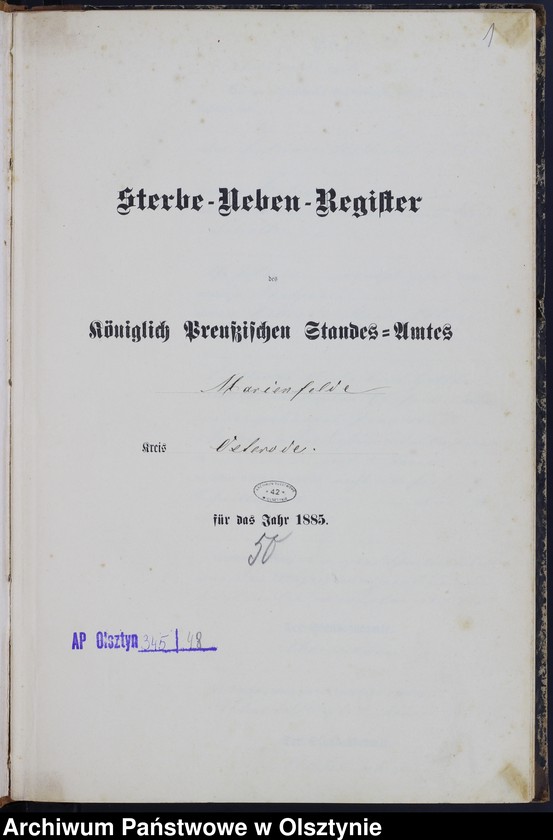 1
Sterbe-Neben-Register
des
Königlich Preußischen Standes-Amtes
Marienfelde
Kreis Osterode.
42
für das Jahr 1885.
50
AP Olsztyn 345/48
Archiwum Państwowe w Olsztynie